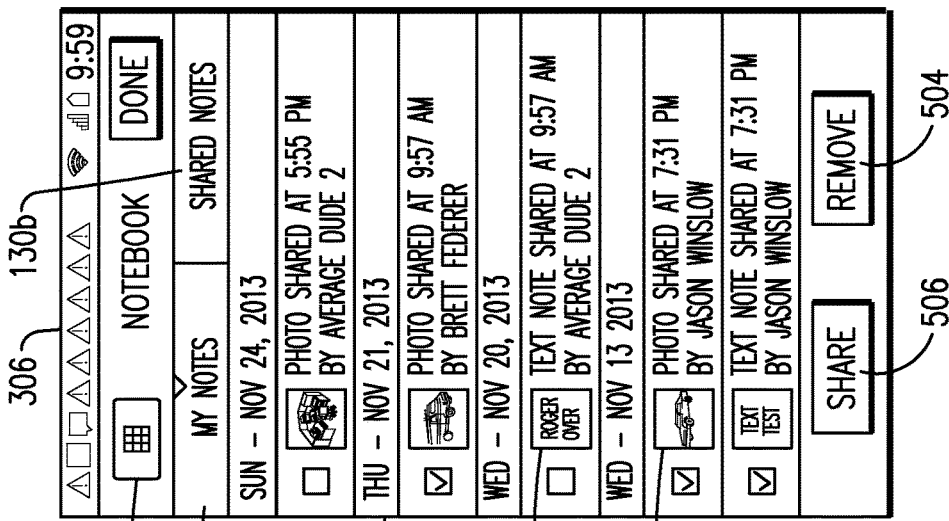 306
130b
9:59
NOTEBOOK
DONE
MY NOTES
SHARED NOTES
SUN - NOV 24, 2013
PHOTO SHARED AT 5:55 PM
BY AVERAGE DUDE 2
THU - NOV 21, 2013
PHOTO SHARED AT 9:57 AM
BY BRETT FEDERER
WED - NOV 20, 2013
ROGER
OVER
TEXT NOTE SHARED AT 9:57 AM
BY AVERAGE DUDE 2
WED - NOV 13 2013
PHOTO SHARED AT 7:31 PM
BY JASON WINSLOW
TEXT
TEST
TEXT NOTE SHARED AT 7:31 PM
BY JASON WINSLOW
SHARE
REMOVE
506
504